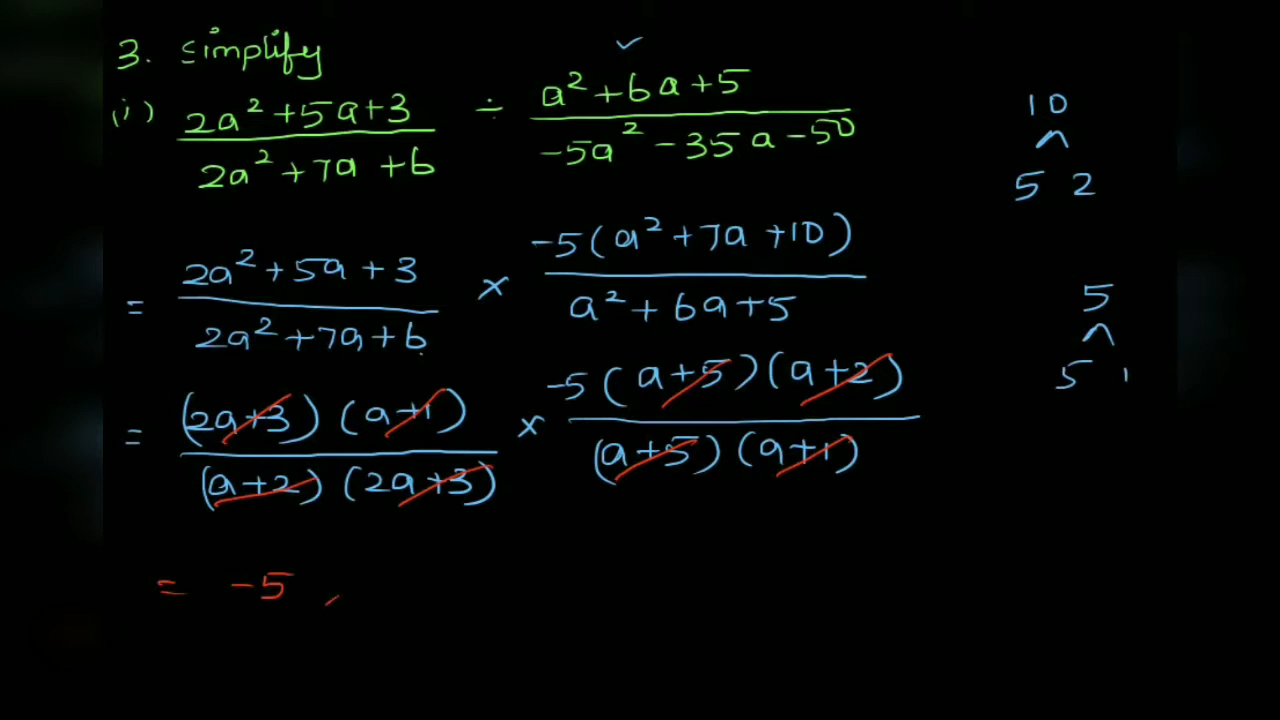 3. Simplify
(i) (2a² + 5a + 3)/(2a² + 7a + 6) ÷ (a² + 6a + 5)/(-5a² - 35a - 50)
10
5 2
= (2a² + 5a + 3)/(2a² + 7a + 6) × -5(a² + 7a + 10)/(a² + 6a + 5)
5
5 1
= (2a+3)(a+1)/(a+2)(2a+3) × -5(a+5)(a+2)/(a+5)(a+1)
= -5